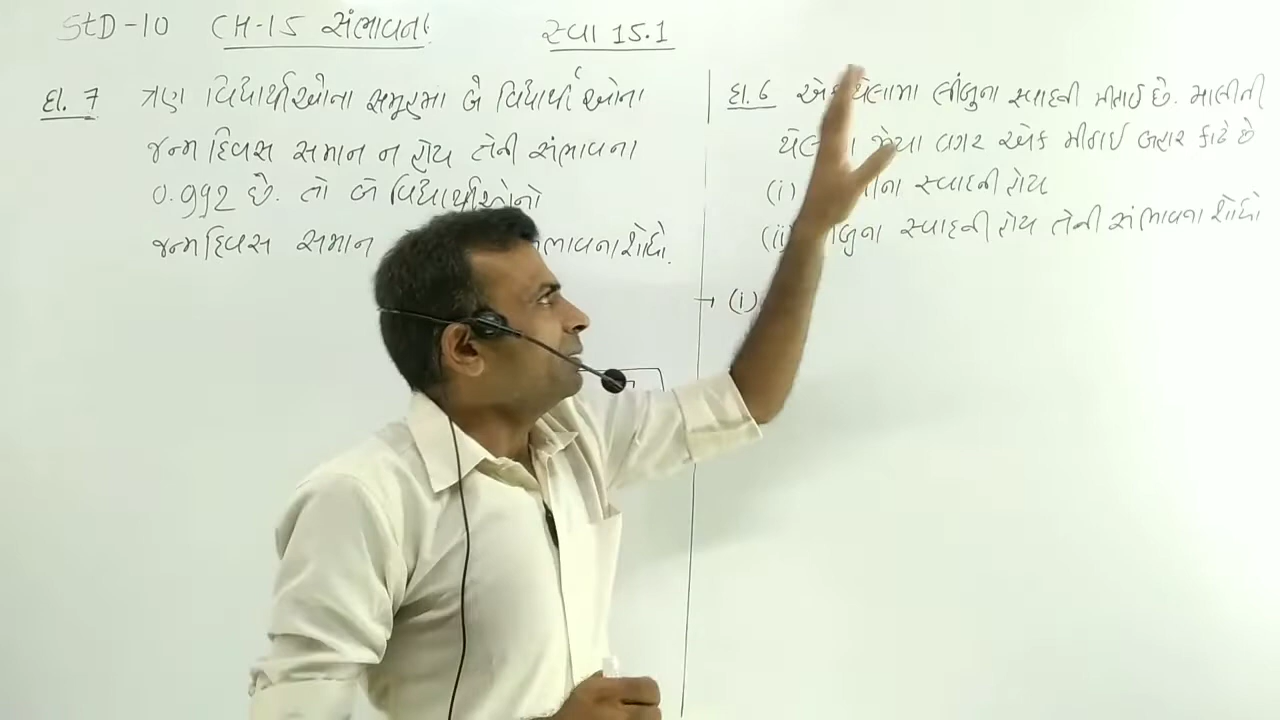 STD-10 CH-15 સંભાવના
સ્વા 15.1
દા. 7 ત્રણ વિદ્યાર્થીઓના સમૂહમાં બે વિદ્યાર્થીઓના
જન્મદિવસ સમાન ન હોય તેની સંભાવના
0.992 છે. તો બે વિદ્યાર્થીઓનો
જન્મદિવસ સમાન શોધો.
દા. 6 થેલામા લીંબુના સ્વાદની મીઠાઈ છે. માલીની
જોયા વગર એક મીઠાઈ બહાર કાઢે છે
(i) સ્વાદની હોય
(ii) સ્વાદની હોય તેની સંભાવના શોધો
→ (i)